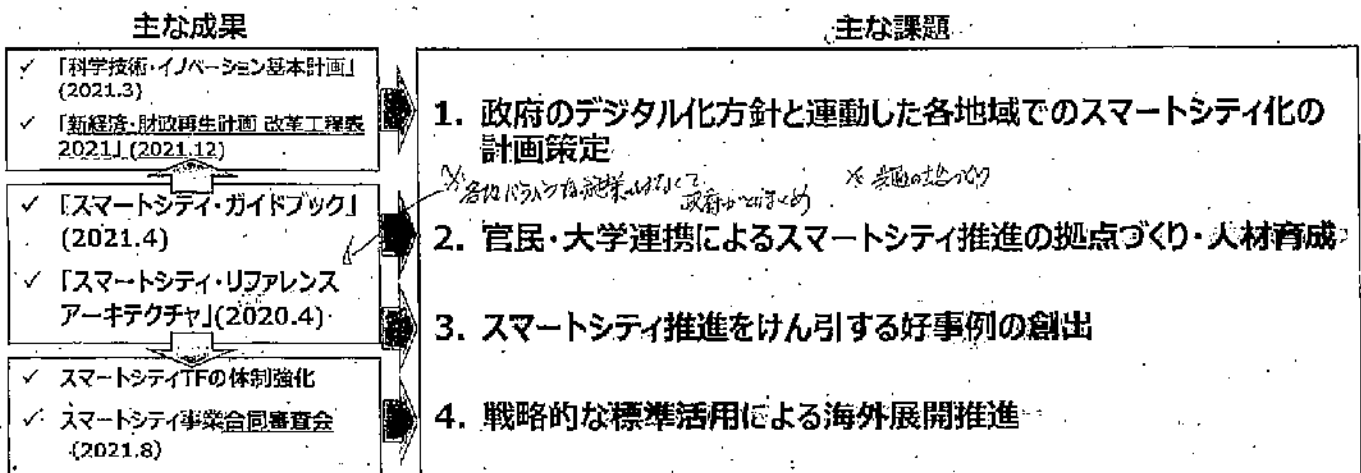 主な成果
✓ 「科学技術・イノベーション基本計画」
(2021.3)
✓ 「新経済・財政再生計画 改革工程表
2021」(2021.12)
✓ 「スマートシティ・ガイドブック」
(2021.4)
✓ 「スマートシティ・リファレンス
アーキテクチャ」(2020.4)
✓ スマートシティTFの体制強化
✓ スマートシティ事業合同審査会
(2021.8)
主な課題
1. 政府のデジタル化方針と連動した各地域でのスマートシティ化の
計画策定
政府がとりまとめ
2. 官民・大学連携によるスマートシティ推進の拠点づくり・人材育成
3. スマートシティ推進をけん引する好事例の創出
4. 戦略的な標準活用による海外展開推進